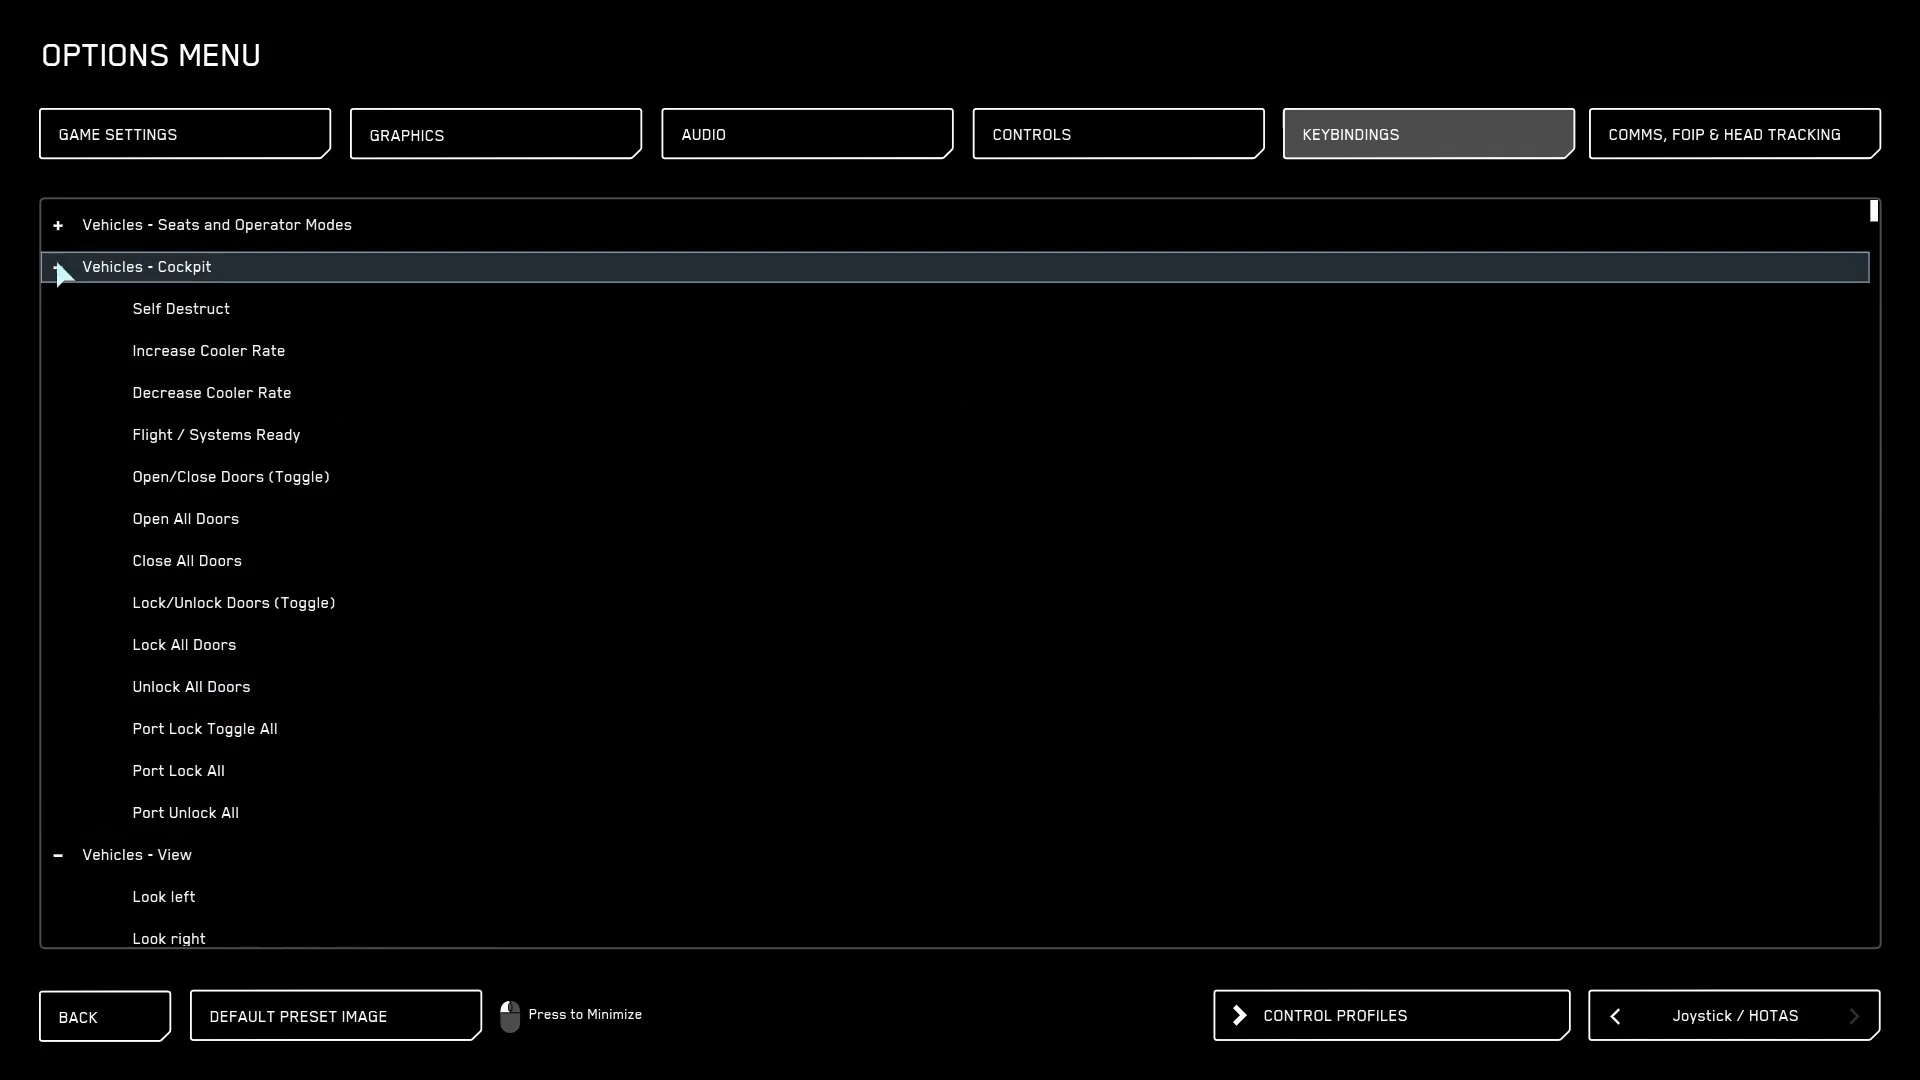 OPTIONS MENU
GAME SETTINGS
GRAPHICS
AUDIO
CONTROLS
KEYBINDINGS
COMMS, FOIP & HEAD TRACKING
+ Vehicles - Seats and Operator Modes
Vehicles - Cockpit
Self Destruct
Increase Cooler Rate
Decrease Cooler Rate
Flight / Systems Ready
Open/Close Doors (Toggle)
Open All Doors
Close All Doors
Lock/Unlock Doors (Toggle)
Lock All Doors
Unlock All Doors
Port Lock Toggle All
Port Lock All
Port Unlock All
- Vehicles - View
Look left
Look right
BACK
DEFAULT PRESET IMAGE
Press to Minimize
CONTROL PROFILES
Joystick / HOTAS